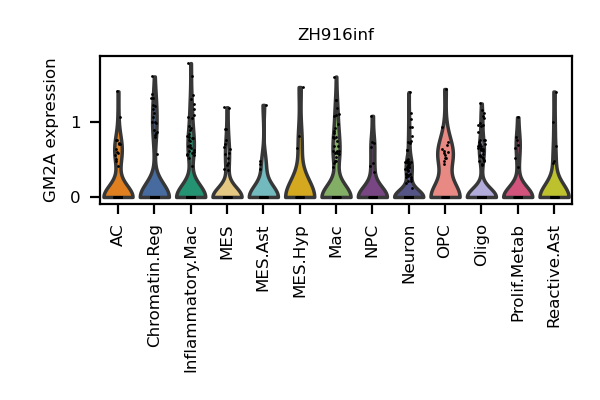 ZH916inf
GM2A expression
1
0
AC
Chromatin.Reg
Inflammatory.Mac
MES
MES.Ast
MES.Hyp
Mac
NPC
Neuron
OPC
Oligo
Prolif.Metab
Reactive.Ast